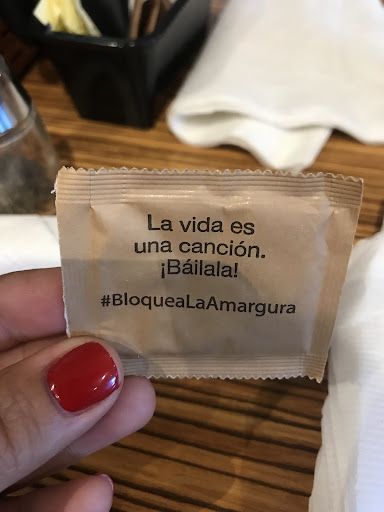 La vida es
una canción.
¡Báilala!
#BloqueaLaAmargura